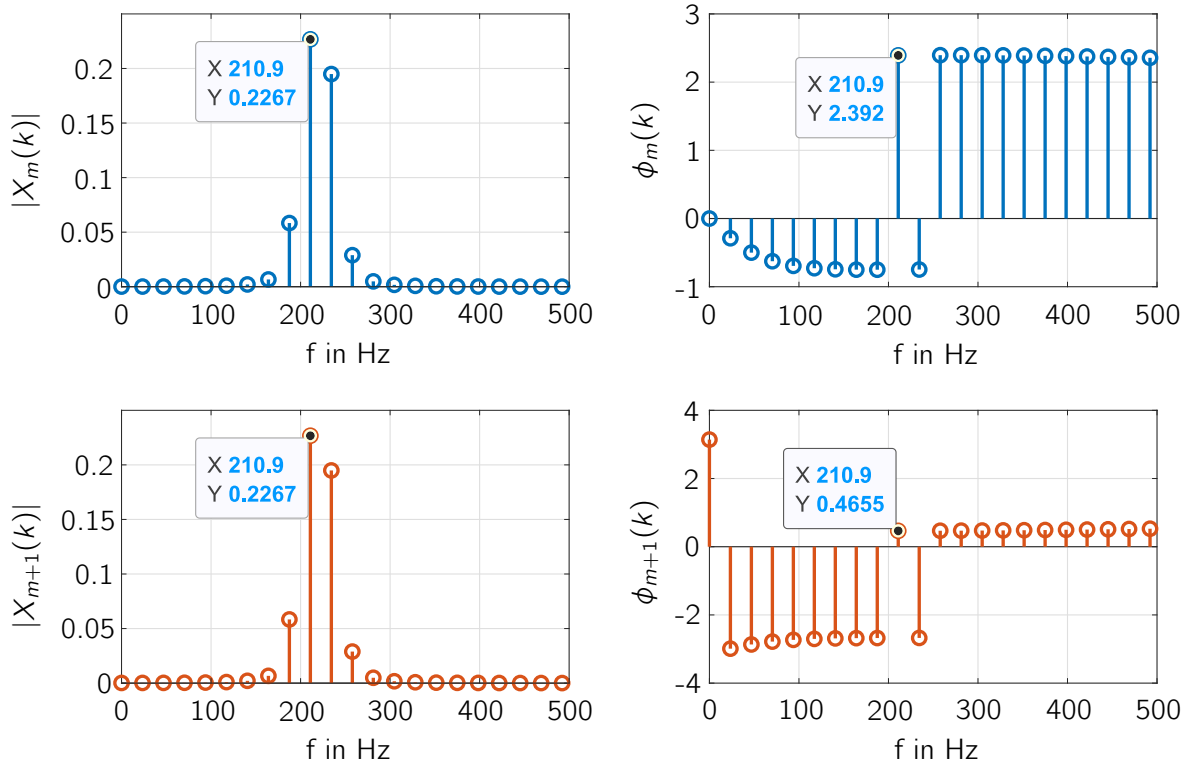 |X_m(k)|
0.2
0.15
0.1
0.05
0
X 210.9
Y 0.2267
0 100 200 300 400 500
f in Hz
ϕ_m(k)
3
2
1
0
-1
X 210.9
Y 2.392
0 100 200 300 400 500
f in Hz
|X_{m+1}(k)|
0.2
0.15
0.1
0.05
0
X 210.9
Y 0.2267
0 100 200 300 400 500
f in Hz
ϕ_{m+1}(k)
4
2
0
-2
-4
X 210.9
Y 0.4655
0 100 200 300 400 500
f in Hz